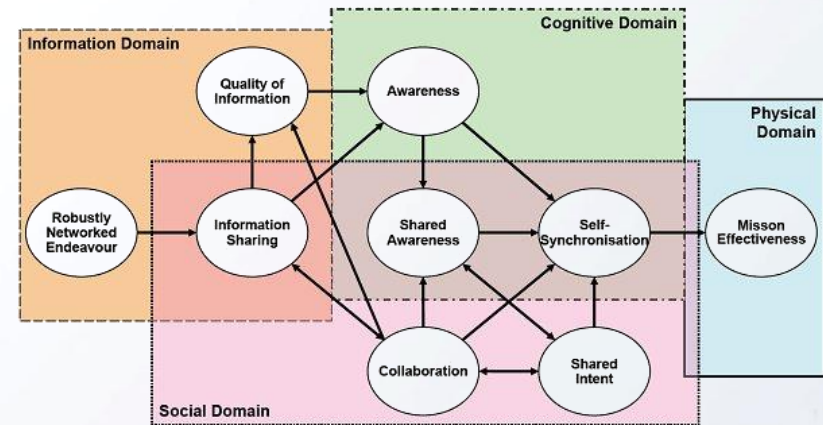 Information Domain
Cognitive Domain
Physical
Domain
Quality of
Information
Awareness
Robustly
Networked
Endeavour
Information
Sharing
Shared
Awareness
Self-
Synchronisation
Misson
Effectiveness
Collaboration
Shared
Intent
Social Domain